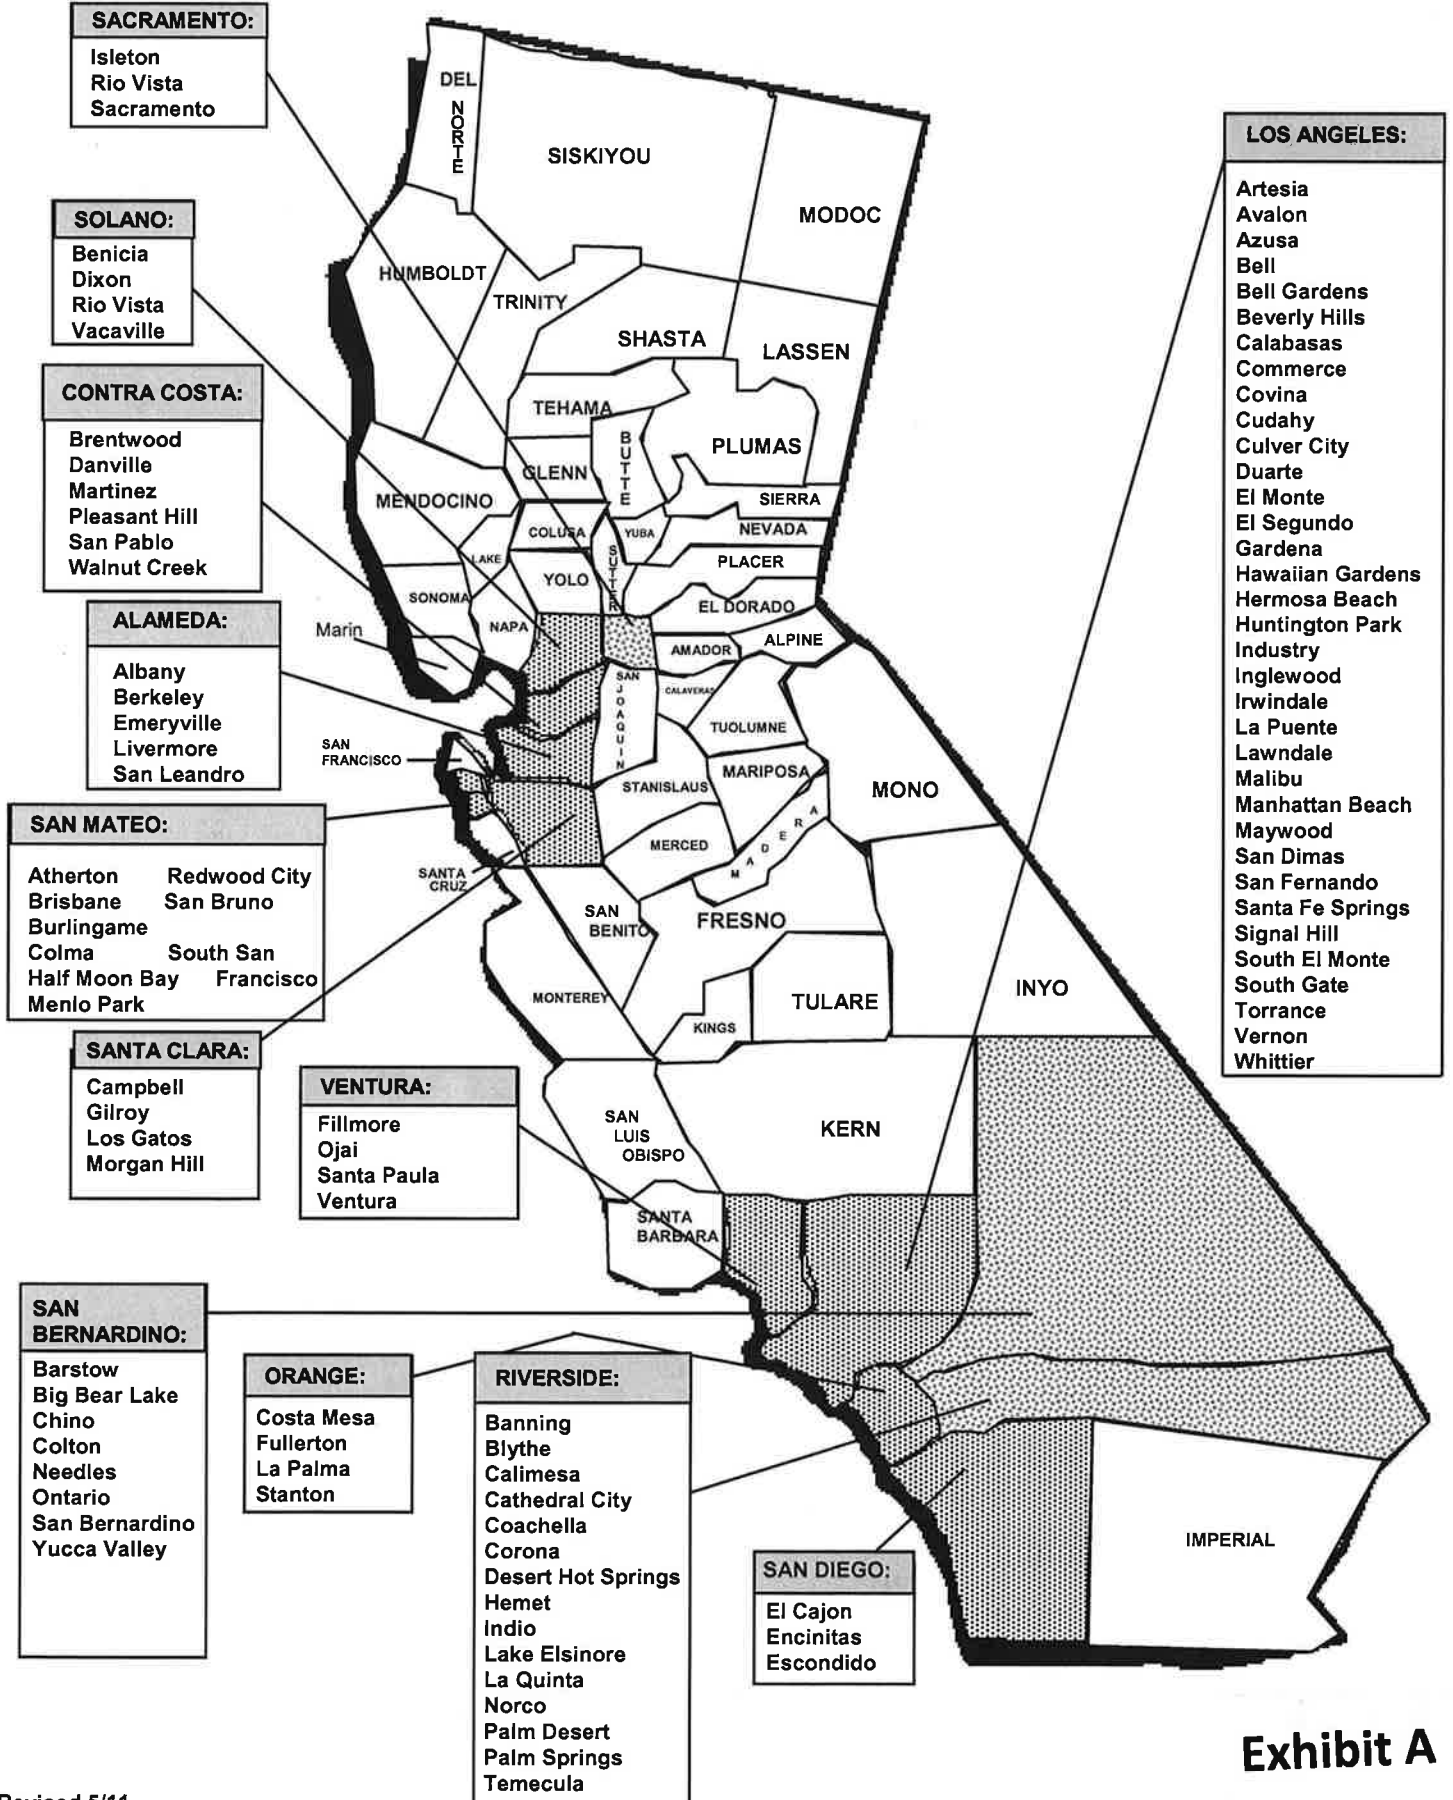 SACRAMENTO:
Isleton
Rio Vista
Sacramento
SOLANO:
Benicia
Dixon
Rio Vista
Vacaville
CONTRA COSTA:
Brentwood
Danville
Martinez
Pleasant Hill
San Pablo
Walnut Creek
ALAMEDA:
Albany
Berkeley
Emeryville
Livermore
San Leandro
SAN MATEO:
Atherton Redwood City
Brisbane San Bruno
Burlingame
Colma South San
Half Moon Bay Francisco
Menlo Park
SANTA CLARA:
Campbell
Gilroy
Los Gatos
Morgan Hill
VENTURA:
Fillmore
Ojai
Santa Paula
Ventura
SAN
BERNARDINO:
Barstow
Big Bear Lake
Chino
Colton
Needles
Ontario
San Bernardino
Yucca Valley
ORANGE:
Costa Mesa
Fullerton
La Palma
Stanton
RIVERSIDE:
Banning
Blythe
Calimesa
Cathedral City
Coachella
Corona
Desert Hot Springs
Hemet
Indio
Lake Elsinore
La Quinta
Norco
Palm Desert
Palm Springs
Temecula
SAN DIEGO:
El Cajon
Encinitas
Escondido
LOS ANGELES:
Artesia
Avalon
Azusa
Bell
Bell Gardens
Beverly Hills
Calabasas
Commerce
Covina
Cudahy
Culver City
Duarte
El Monte
El Segundo
Gardena
Hawaiian Gardens
Hermosa Beach
Huntington Park
Industry
Inglewood
Irwindale
La Puente
Lawndale
Malibu
Manhattan Beach
Maywood
San Dimas
San Fernando
Santa Fe Springs
Signal Hill
South El Monte
South Gate
Torrance
Vernon
Whittier
DEL
NORTE
SISKIYOU
MODOC
HUMBOLDT
TRINITY
SHASTA
LASSEN
TEHAMA
BUTTE
PLUMAS
GLENN
MENDOCINO
SIERRA
COLUSA
YUBA
NEVADA
LAKE
SUTTER
PLACER
YOLO
SONOMA
EL DORADO
NAPA
Marin
AMADOR
ALPINE
SAN
JOAQUIN
CALAVERAS
TUOLUMNE
SAN
FRANCISCO
STANISLAUS
MARIPOSA
MONO
MADERA
MERCED
SANTA
CRUZ
SAN
BENITO
FRESNO
MONTEREY
KINGS
TULARE
INYO
SAN
LUIS
OBISPO
KERN
SANTA
BARBARA
IMPERIAL
Exhibit A
Revised 5/11